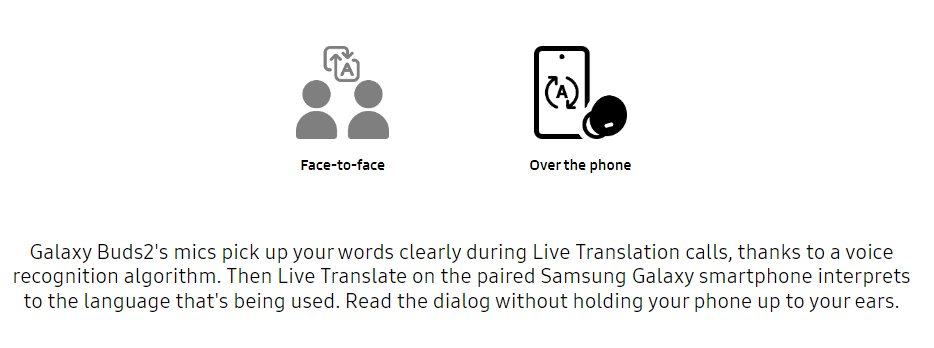 A
A
Face-to-face
Over the phone
Galaxy Buds2's mics pick up your words clearly during Live Translation calls, thanks to a voice
recognition algorithm. Then Live Translate on the paired Samsung Galaxy smartphone interprets
to the language that's being used. Read the dialog without holding your phone up to your ears.